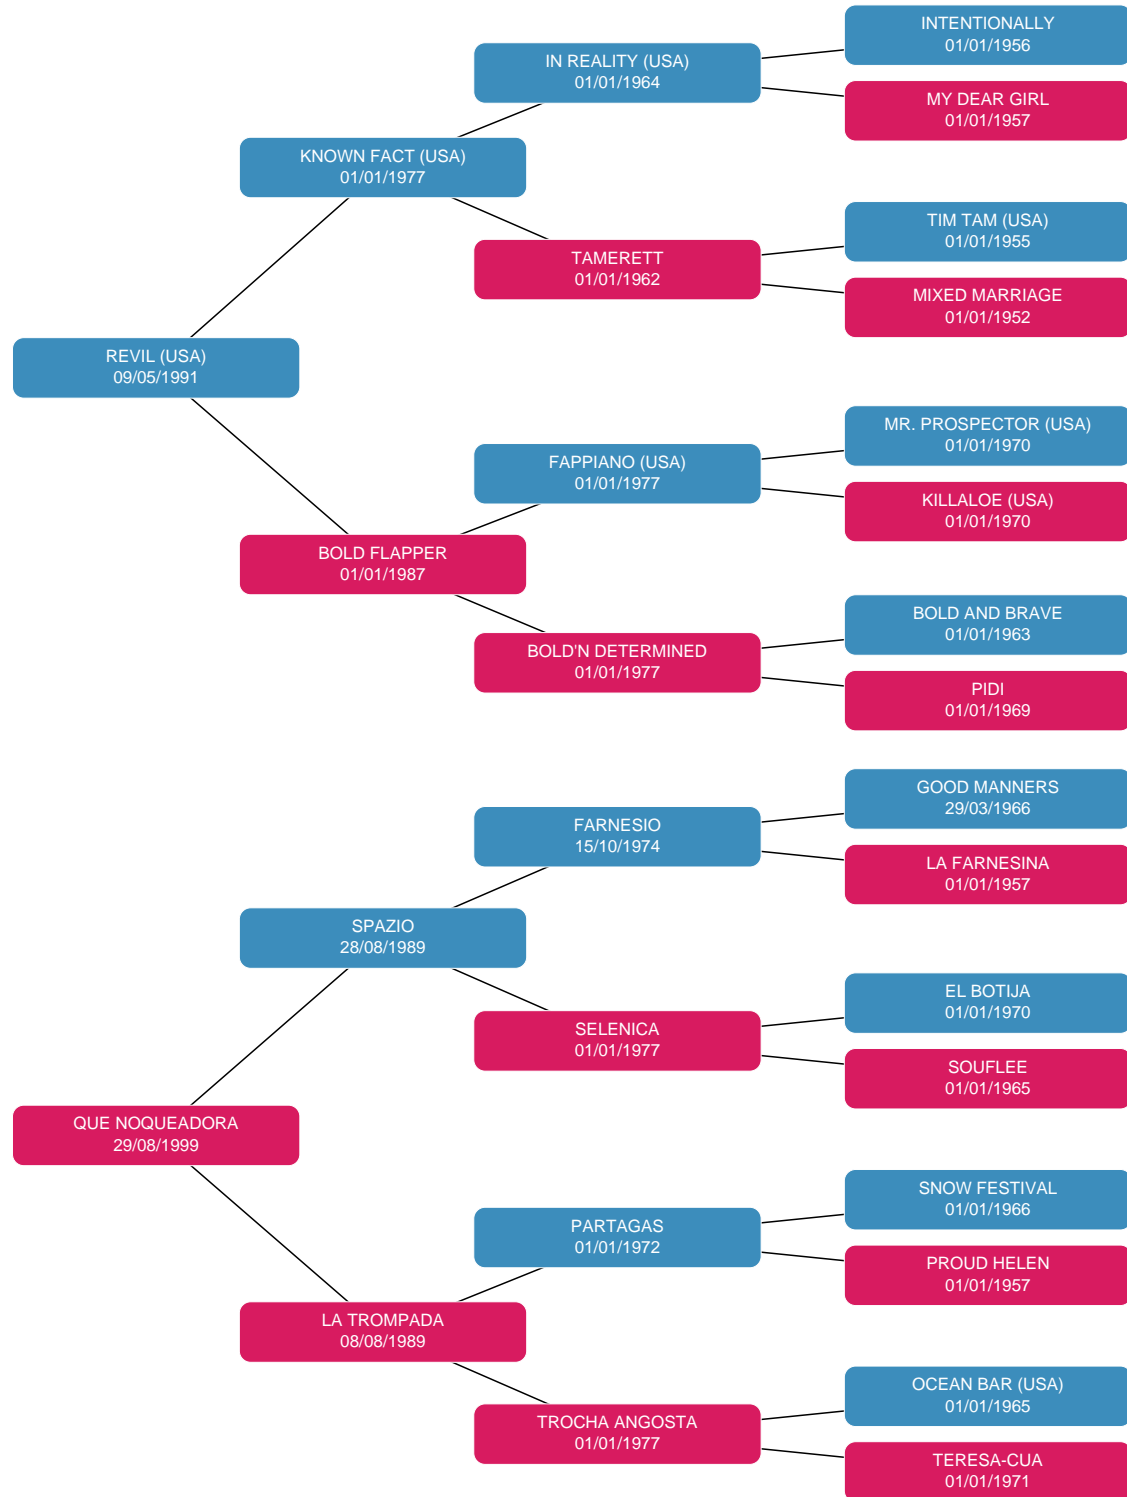 INTENTIONALLY
01/01/1956
IN REALITY (USA)
01/01/1964
MY DEAR GIRL
01/01/1957
KNOWN FACT (USA)
01/01/1977
TIM TAM (USA)
01/01/1955
TAMERETT
01/01/1962
MIXED MARRIAGE
01/01/1952
REVIL (USA)
09/05/1991
MR. PROSPECTOR (USA)
01/01/1970
FAPPIANO (USA)
01/01/1977
KILLALOE (USA)
01/01/1970
BOLD FLAPPER
01/01/1987
BOLD AND BRAVE
01/01/1963
BOLD'N DETERMINED
01/01/1977
PIDI
01/01/1969
GOOD MANNERS
29/03/1966
FARNESIO
15/10/1974
LA FARNESINA
01/01/1957
SPAZIO
28/08/1989
EL BOTIJA
01/01/1970
SELENICA
01/01/1977
SOUFLEE
01/01/1965
QUE NOQUEADORA
29/08/1999
SNOW FESTIVAL
01/01/1966
PARTAGAS
01/01/1972
PROUD HELEN
01/01/1957
LA TROMPADA
08/08/1989
OCEAN BAR (USA)
01/01/1965
TROCHA ANGOSTA
01/01/1977
TERESA-CUA
01/01/1971